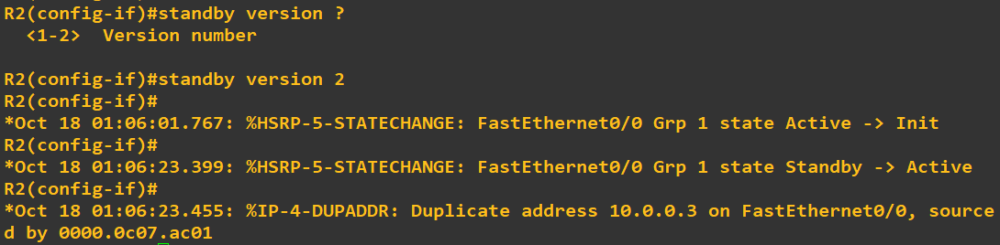 R2(config-if)#standby version ?
  <1-2>  Version number

R2(config-if)#standby version 2
R2(config-if)#
*Oct 18 01:06:01.767: %HSRP-5-STATECHANGE: FastEthernet0/0 Grp 1 state Active -> Init
R2(config-if)#
*Oct 18 01:06:23.399: %HSRP-5-STATECHANGE: FastEthernet0/0 Grp 1 state Standby -> Active
R2(config-if)#
*Oct 18 01:06:23.455: %IP-4-DUPADDR: Duplicate address 10.0.0.3 on FastEthernet0/0, source
d by 0000.0c07.ac01